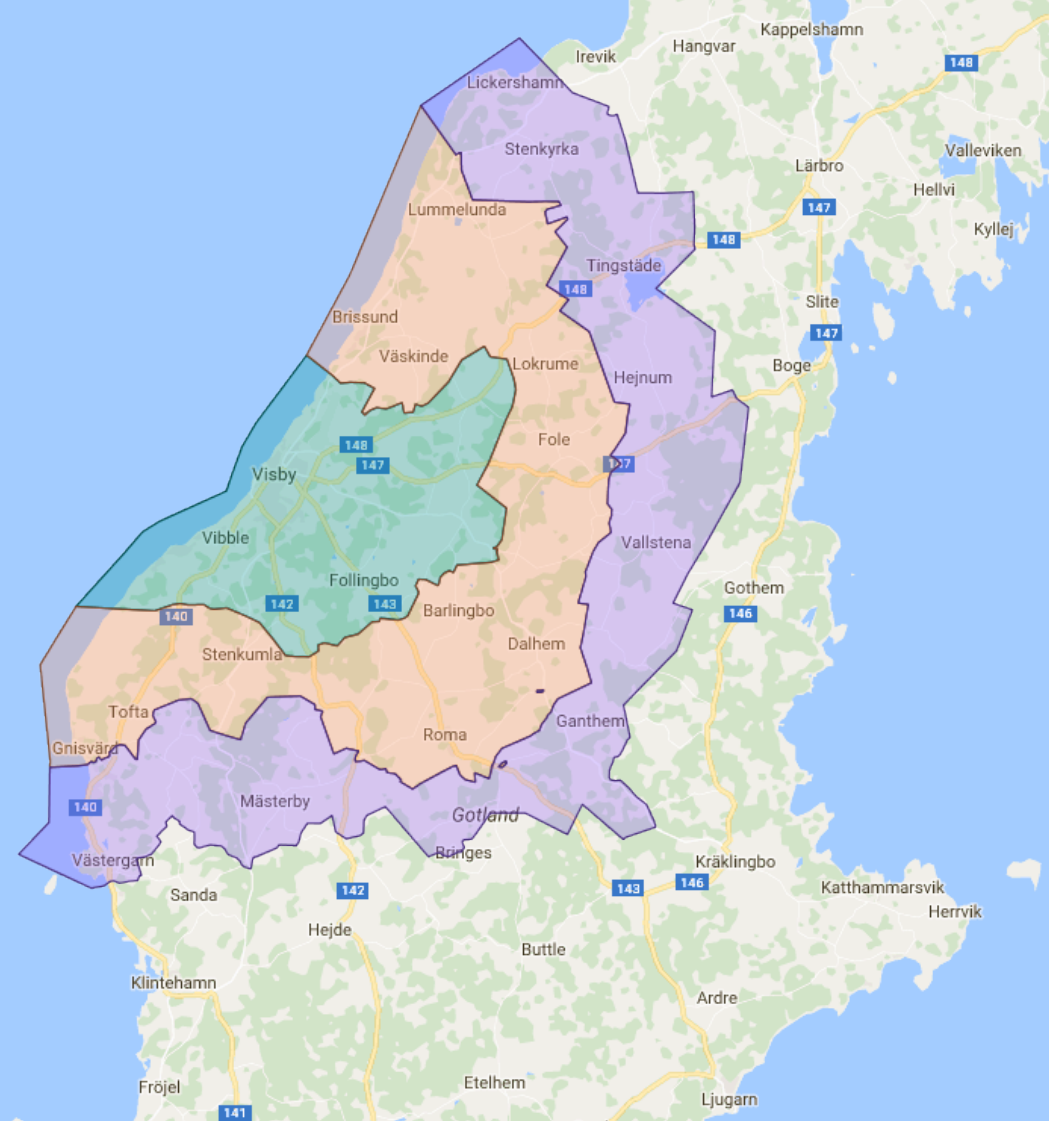 Kappelshamn
Hangvar
Irevik
148
Lickershamn
Stenkyrka
Valleviken
Lärbro
Hellvi
Lummelunda
147
Kyllej
148
Tingstäde
148
Slite
Brissund
147
Väskinde
Lokrume
Boge
Hejnum
Fole
148
147
147
Visby
Vibble
Vallstena
Follingbo
Gothem
142
143
Barlingbo
146
140
Dalhem
Stenkumla
Tofta
Ganthem
Roma
Gnisvärd
Mästerby
140
Gotland
Bringes
Västergarn
Kräklingbo
146
143
142
Katthammarsvik
Sanda
Herrvik
Hejde
Buttle
Klintehamn
Ardre
Etelhem
Fröjel
Ljugarn
141